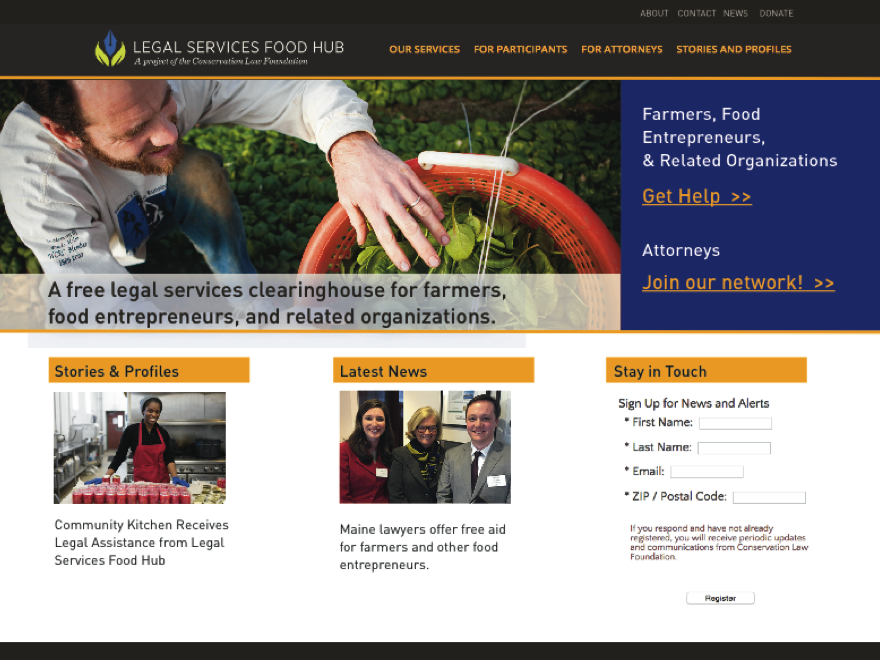 ABOUT CONTACT NEWS DONATE
LEGAL SERVICES FOOD HUB
A project of the Conservation Law Foundation
OUR SERVICES FOR PARTICIPANTS FOR ATTORNEYS STORIES AND PROFILES
Farmers, Food
Entrepreneurs,
& Related Organizations
Get Help >>
Attorneys
Join our network! >>
A free legal services clearinghouse for farmers,
food entrepreneurs, and related organizations.
Stories & Profiles
Community Kitchen Receives
Legal Assistance from Legal
Services Food Hub
Latest News
Maine lawyers offer free aid
for farmers and other food
entrepreneurs.
Stay in Touch
Sign Up for News and Alerts
* First Name:
* Last Name:
* Email:
* ZIP / Postal Code:
If you respond and have not already
registered, you will receive periodic updates
and communications from Conservation Law
Foundation.
Register